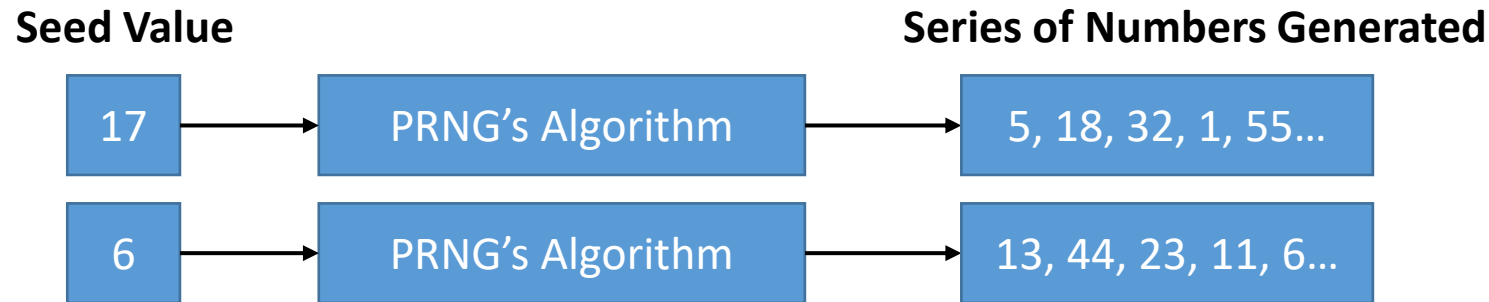 Seed Value Series of Numbers Generated
17 PRNG’s Algorithm 5, 18, 32, 1, 55…
6 PRNG’s Algorithm 13, 44, 23, 11, 6…